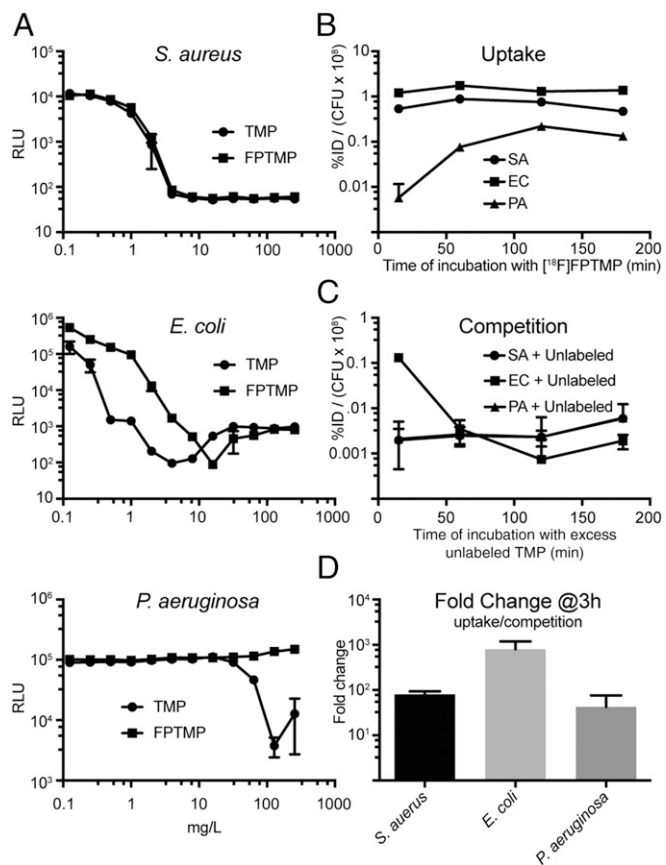 A
S. aureus
10⁵
10⁴
10³
10²
10
RLU
TMP
FPTMP
0.1 1 10 100 1000
B
Uptake
10
1
0.1
0.01
%ID / (CFU x 10⁸)
SA
EC
PA
0 50 100 150 200
Time of incubation with [¹⁸F]FPTMP (min)
E. coli
10⁶
10⁵
10⁴
10³
10²
10
RLU
TMP
FPTMP
0.1 1 10 100 1000
C
Competition
1
0.1
0.01
0.001
%ID / (CFU x 10⁸)
SA + Unlabeled
EC + Unlabeled
PA + Unlabeled
0 50 100 150 200
Time of incubation with excess
unlabeled TMP (min)
P. aeruginosa
10⁶
10⁵
10⁴
10³
RLU
TMP
FPTMP
0.1 1 10 100 1000
mg/L
D
Fold Change @3h
uptake/competition
10⁴
10³
10²
10¹
Fold change
S. auerus
E. coli
P. aeruginosa